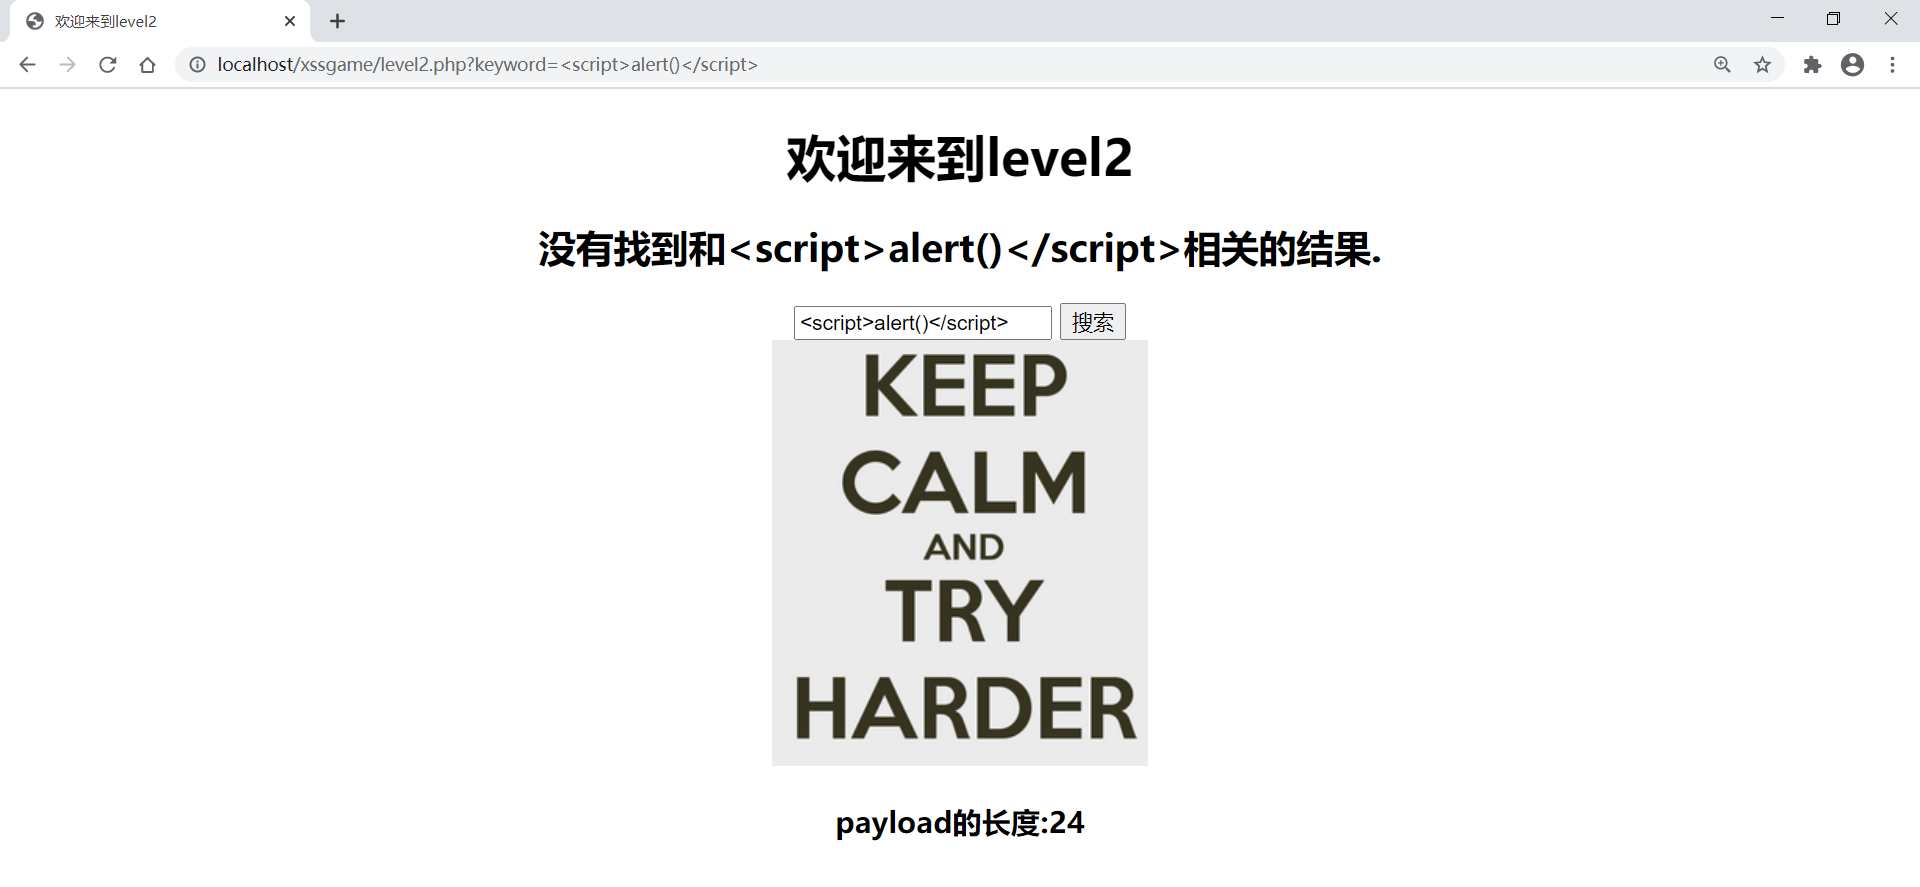 欢迎来到level2
localhost/xssgame/level2.php?keyword=<script>alert()</script>
欢迎来到level2
没有找到和<script>alert()</script>相关的结果.
<script>alert()</script> 搜索
KEEP
CALM
AND
TRY
HARDER
payload的长度:24